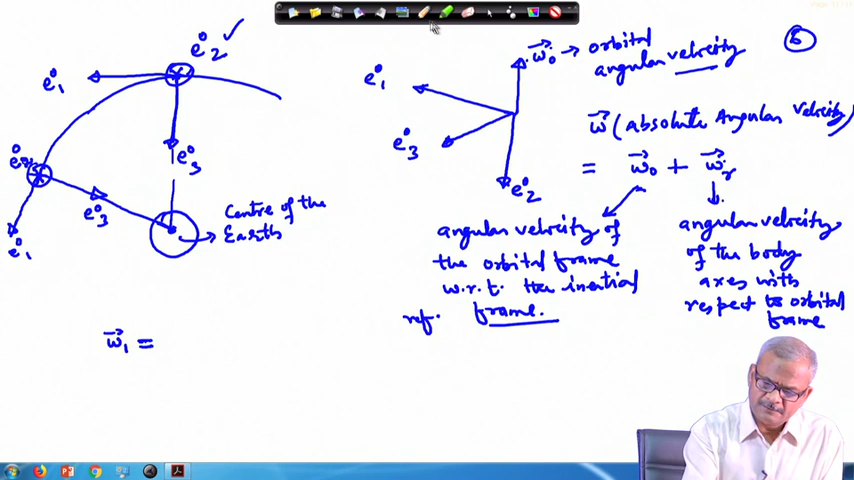 e°₂ ✓
e°₁
e°₃
e°₂
e°₃
e°₁
Centre of the
Earth
ω⃗₁ =
ω⃗₀ → orbital
angular velocity
6
e°₁
e°₃
e°₂
ω⃗ (absolute Angular velocity)
= ω⃗₀ + ω⃗ᵣ
angular velocity of
the orbital frame
w.r.t. the inertial
ref. frame.
angular velocity
of the body
axes with
respect to orbital
frame